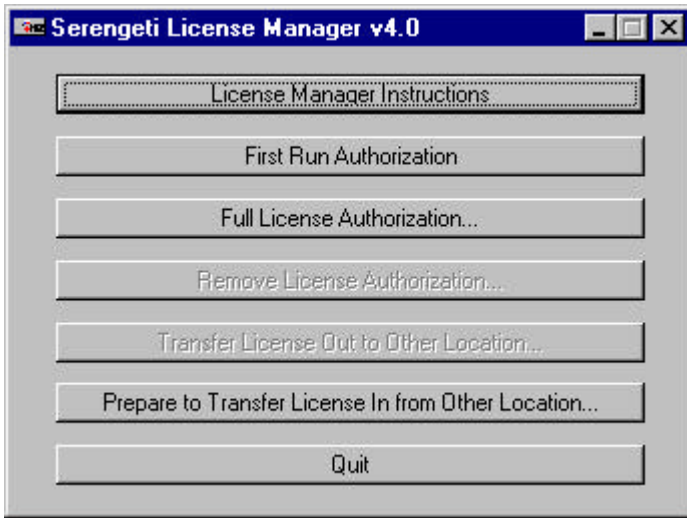 Serengeti License Manager v4.0
License Manager Instructions
First Run Authorization
Full License Authorization...
Remove License Authorization...
Transfer License Out to Other Location...
Prepare to Transfer License In from Other Location...
Quit